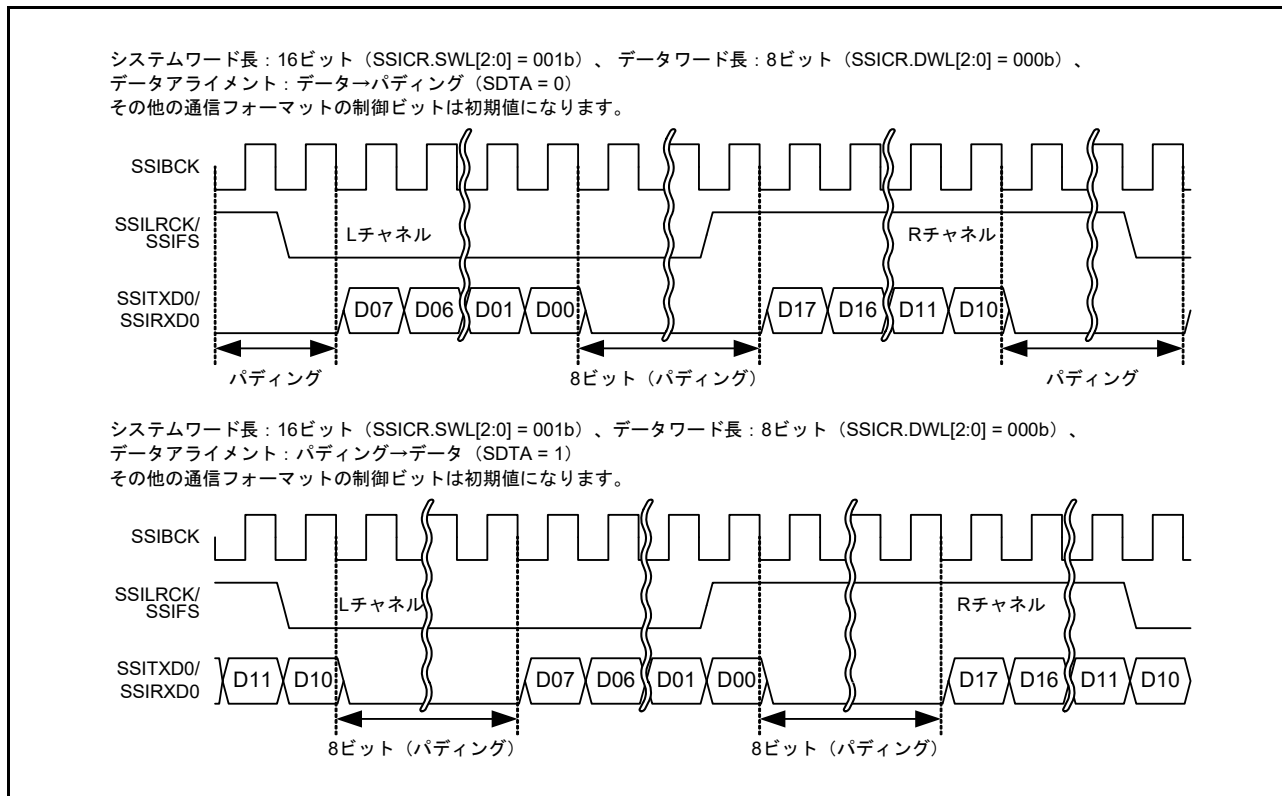 システムワード長：16ビット（SSICR.SWL[2:0] = 001b）、 データワード長：8ビット（SSICR.DWL[2:0] = 000b）、
データアライメント：データ→パディング（SDTA = 0）
その他の通信フォーマットの制御ビットは初期値になります。
SSIBCK
SSILRCK/
SSIFS
Lチャネル
Rチャネル
SSITXD0/
SSIRXD0
D07
D06
D01
D00
D17
D16
D11
D10
パディング
8ビット（パディング）
パディング
システムワード長：16ビット（SSICR.SWL[2:0] = 001b）、データワード長：8ビット（SSICR.DWL[2:0] = 000b）、
データアライメント：パディング→データ（SDTA = 1）
その他の通信フォーマットの制御ビットは初期値になります。
SSIBCK
SSILRCK/
SSIFS
Lチャネル
Rチャネル
SSITXD0/
SSIRXD0
D11
D10
D07
D06
D01
D00
D17
D16
D11
D10
8ビット（パディング）
8ビット（パディング）